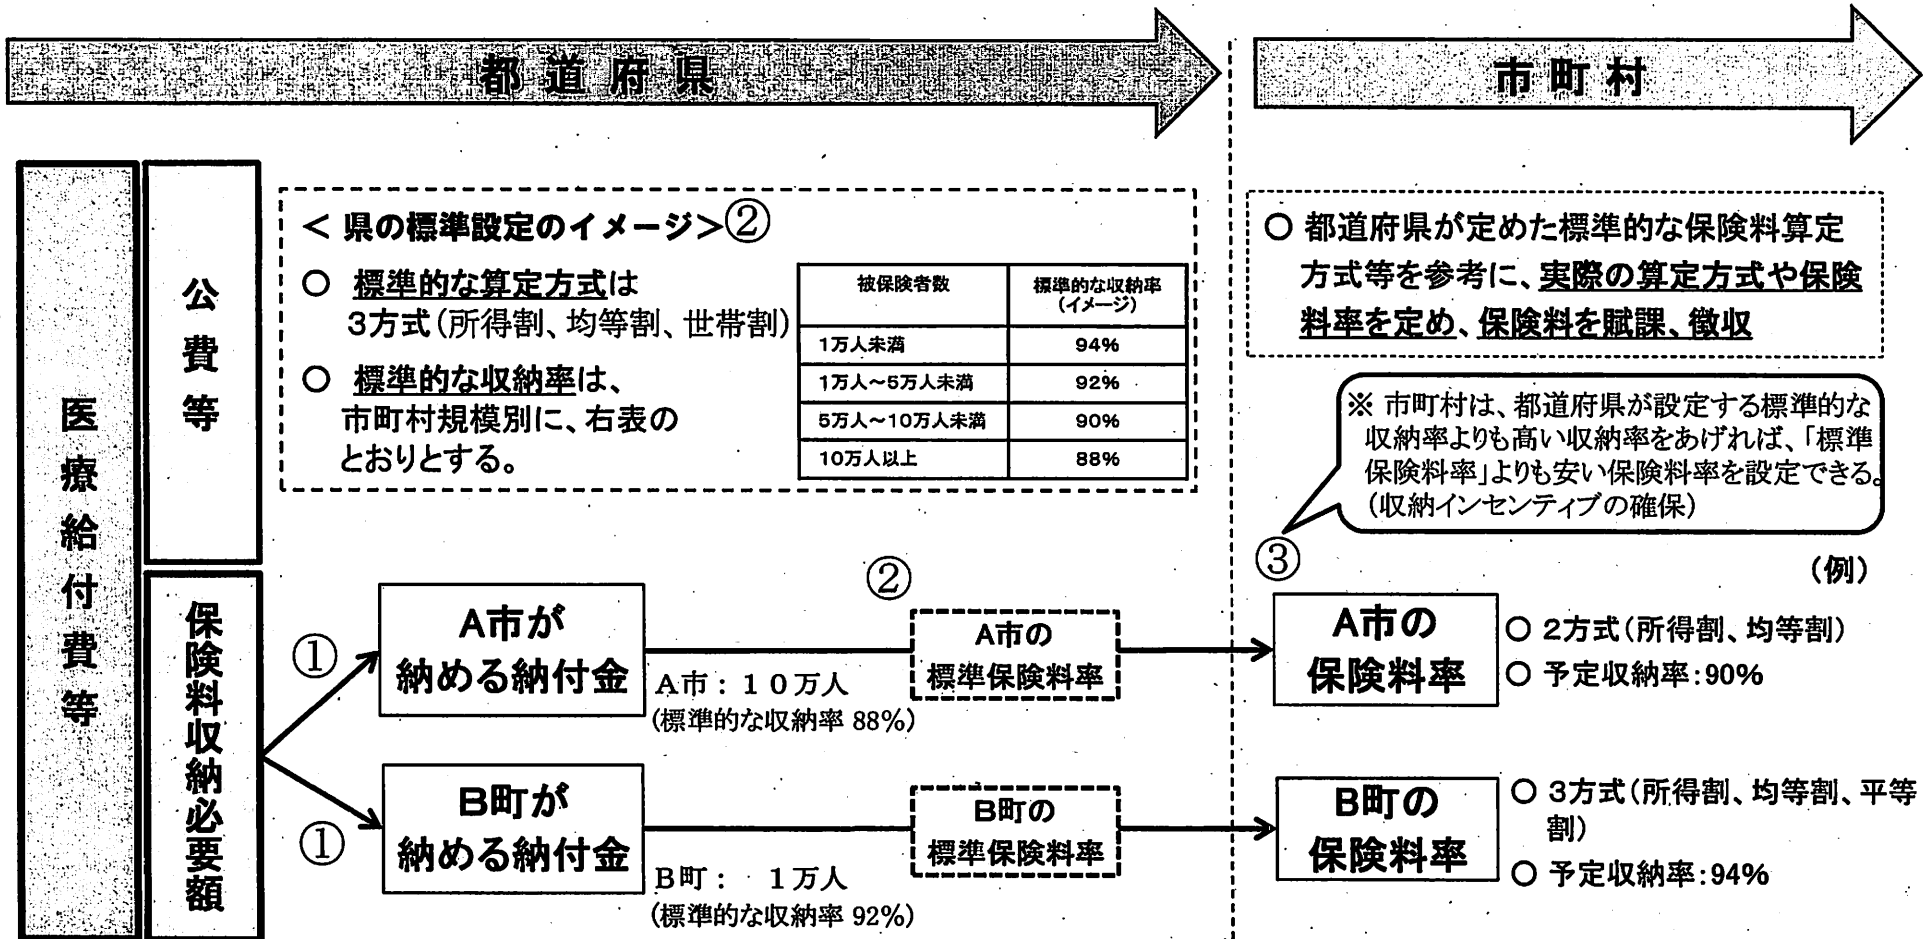 都道府県
市町村
医療給付費等
公費等
保険料収納必要額
＜県の標準設定のイメージ＞②
○ 標準的な算定方式は
3方式(所得割、均等割、世帯割)
○ 標準的な収納率は、
市町村規模別に、右表の
とおりとする。
被保険者数 標準的な収納率
(イメージ)
1万人未満 94%
1万人～5万人未満 92%
5万人～10万人未満 90%
10万人以上 88%
○ 都道府県が定めた標準的な保険料算定
方式等を参考に、実際の算定方式や保険
料率を定め、保険料を賦課、徴収
※ 市町村は、都道府県が設定する標準的な
収納率よりも高い収納率をあげれば、「標準
保険料率」よりも安い保険料率を設定できる。
(収納インセンティブの確保)
③
(例)
①
A市が
納める納付金
A市：10万人
(標準的な収納率 88%)
②
A市の
標準保険料率
A市の
保険料率
○ 2方式(所得割、均等割)
○ 予定収納率：90%
①
B町が
納める納付金
B町： 1万人
(標準的な収納率 92%)
B町の
標準保険料率
B町の
保険料率
○ 3方式(所得割、均等割、平等
割)
○ 予定収納率：94%